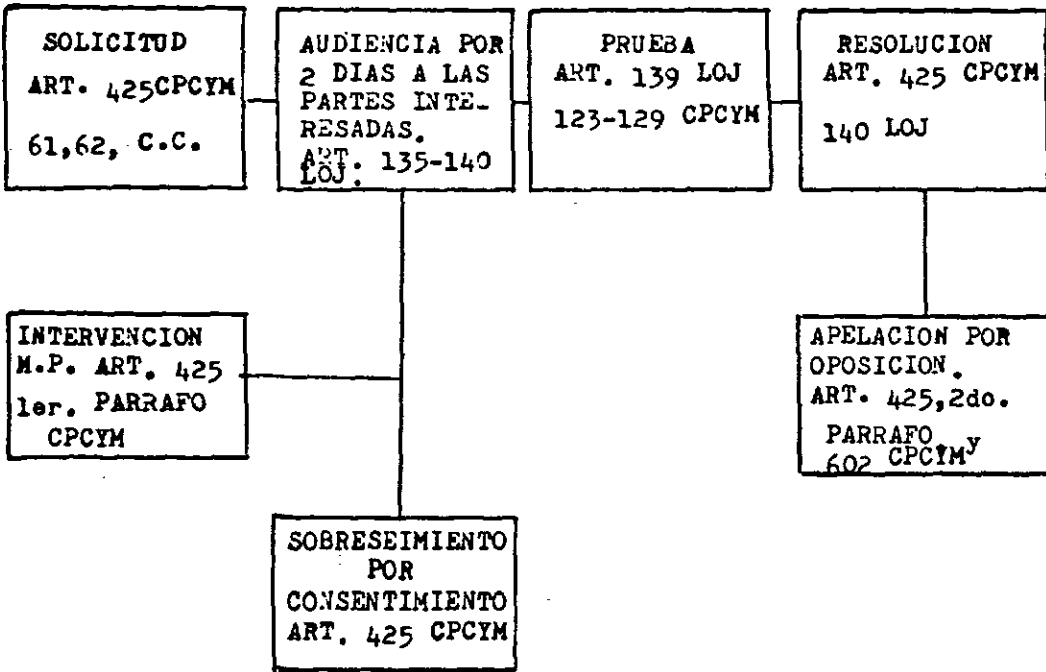 SOLICITUD
ART. 425CPCYM
61,62, C.C.
AUDIENCIA POR
2 DIAS A LAS
PARTES INTE-
RESADAS.
ART. 135-140
LOJ.
PRUEBA
ART. 139 LOJ
123-129 CPCYM
RESOLUCION
ART. 425 CPCYM
140 LOJ
INTERVENCION
M.P. ART. 425
1er. PARRAFO
CPCYM
APELACION POR
OPOSICION.
ART. 425,2do.
PARRAFO, y
602 CPCYM
SOBRESEIMIENTO
POR
CONSENTIMIENTO
ART. 425 CPCYM